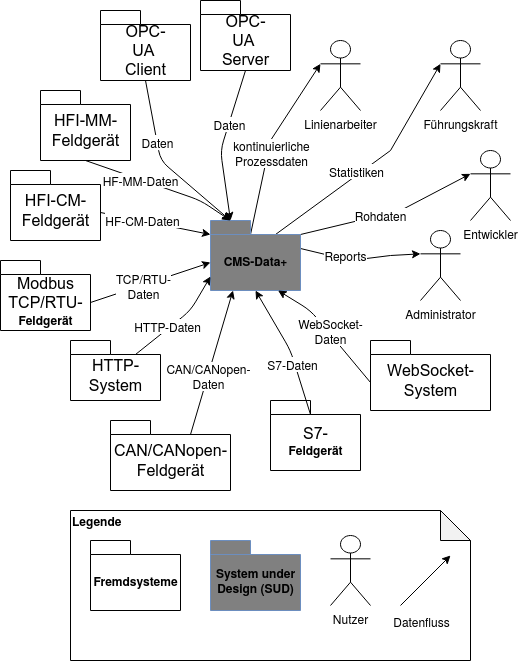 OPC-
UA
Client
OPC-
UA
Server
HFI-MM-
Feldgerät
HFI-CM-
Feldgerät
Modbus
TCP/RTU-
Feldgerät
HTTP-
System
CAN/CANopen-
Feldgerät
S7-
Feldgerät
WebSocket-
System
CMS-Data+
Linienarbeiter
Führungskraft
Entwickler
Administrator
Daten
Daten
HF-MM-Daten
HF-CM-Daten
TCP/RTU-
Daten
HTTP-Daten
CAN/CANopen-
Daten
S7-Daten
WebSocket-
Daten
kontinuierliche
Prozessdaten
Statistiken
Rohdaten
Reports
Legende
Fremdsysteme
System under
Design (SUD)
Nutzer
Datenfluss